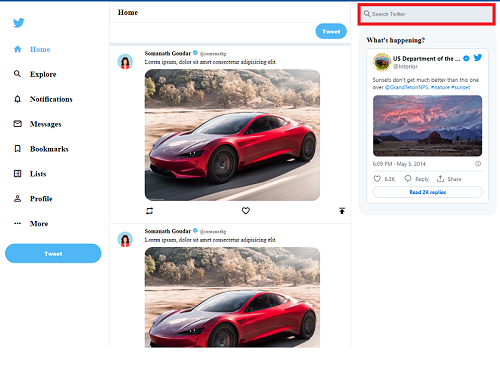 Home
Explore
Notifications
Messages
Bookmarks
Lists
Profile
More
Tweet
Home
Tweet
Somanath Goudar @somanathg
Lorem ipsum, dolor sit amet consectetur adipisicing elit.
Somanath Goudar @somanathg
Lorem ipsum, dolor sit amet consectetur adipisicing elit.
Search Twitter
What's happening?
US Department of the ...
@Interior
Sunsets don't get much better than this one
over @GrandTetonNPS. #nature #sunset
6:09 PM · May 5, 2014
6.3K Reply Share
Read 2K replies